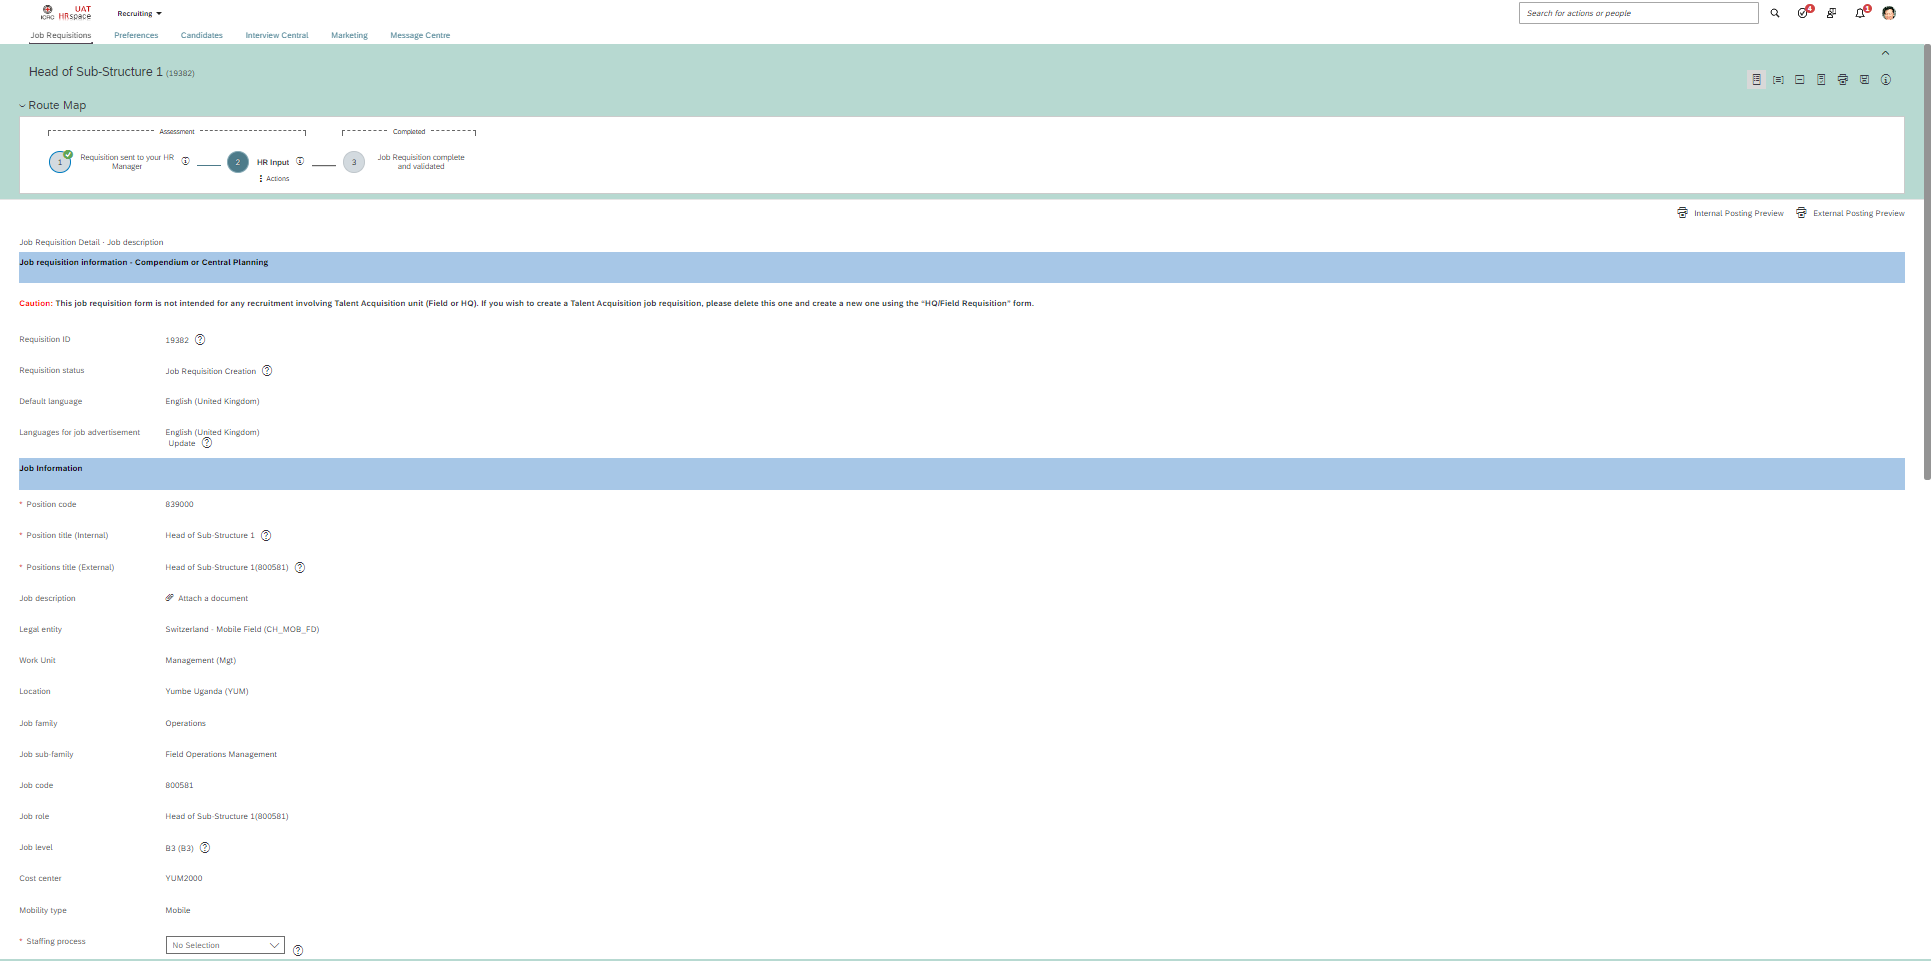 UAT
ICRC HRspace
Recruiting
Search for actions or people
4
1
Job Requisitions
Preferences
Candidates
Interview Central
Marketing
Message Centre
Head of Sub-Structure 1 (19382)
Route Map
Assessment
Completed
1
Requisition sent to your HR
Manager
2
HR Input
Actions
3
Job Requisition complete
and validated
Internal Posting Preview
External Posting Preview
Job Requisition Detail - Job description
Job requisition information - Compendium or Central Planning
Caution: This job requisition form is not intended for any recruitment involving Talent Acquisition unit (Field or HQ). If you wish to create a Talent Acquisition job requisition, please delete this one and create a new one using the "HQ/Field Requisition" form.
Requisition ID 19382
Requisition status Job Requisition Creation
Default language English (United Kingdom)
Languages for job advertisement English (United Kingdom)
Update
Job Information
* Position code 839000
* Position title (Internal) Head of Sub-Structure 1
* Positions title (External) Head of Sub-Structure 1(800581)
Job description Attach a document
Legal entity Switzerland - Mobile Field (CH_MOB_FD)
Work Unit Management (Mgt)
Location Yumbe Uganda (YUM)
Job family Operations
Job sub-family Field Operations Management
Job code 800581
Job role Head of Sub-Structure 1(800581)
Job level B3 (B3)
Cost center YUM2000
Mobility type Mobile
* Staffing process No Selection